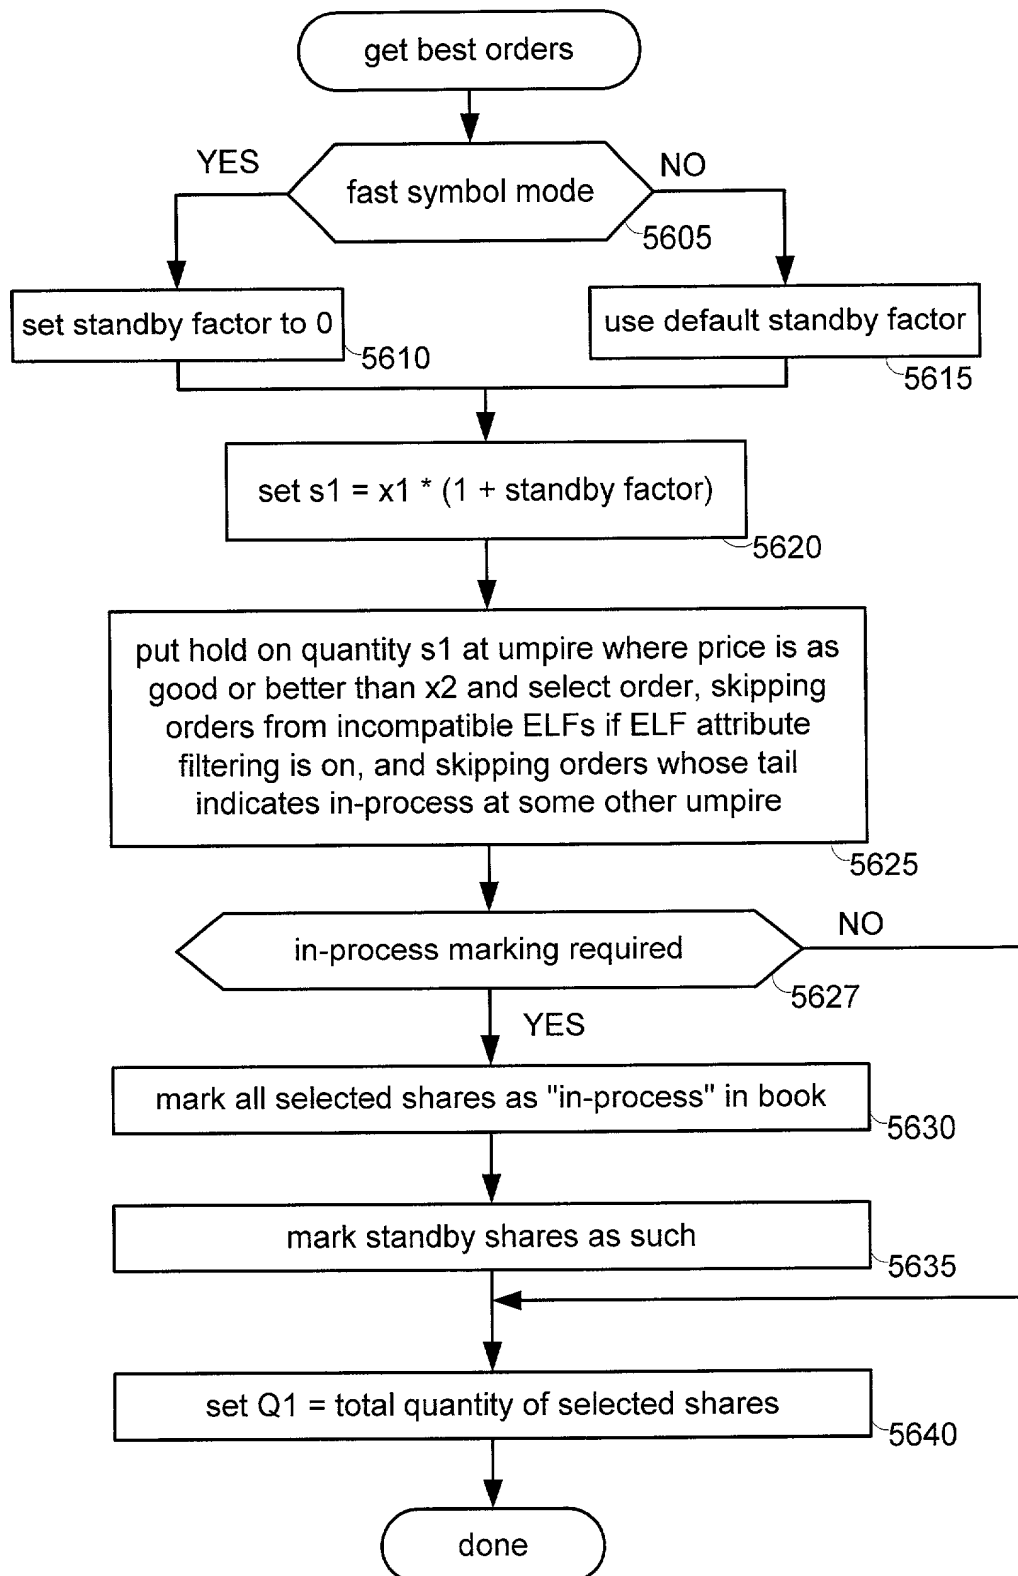 get best orders
YES
NO
fast symbol mode
5605
set standby factor to 0
5610
use default standby factor
5615
set s1 = x1 * (1 + standby factor)
5620
put hold on quantity s1 at umpire where price is as
good or better than x2 and select order, skipping
orders from incompatible ELFs if ELF attribute
filtering is on, and skipping orders whose tail
indicates in-process at some other umpire
5625
in-process marking required
NO
5627
YES
mark all selected shares as "in-process" in book
5630
mark standby shares as such
5635
set Q1 = total quantity of selected shares
5640
done